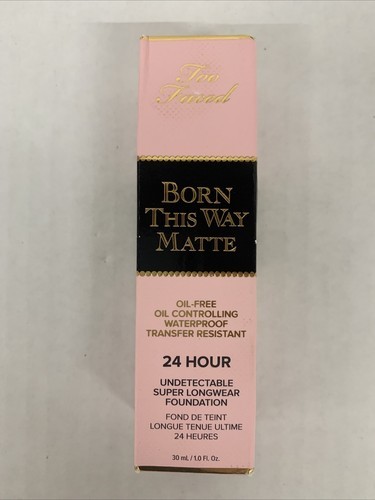 Too
Faced
BORN
THIS WAY
MATTE
OIL-FREE
OIL CONTROLLING
WATERPROOF
TRANSFER RESISTANT
24 HOUR
UNDETECTABLE
SUPER LONGWEAR
FOUNDATION
FOND DE TEINT
LONGUE TENUE ULTIME
24 HEURES
30 mL / 1.0 Fl. Oz.